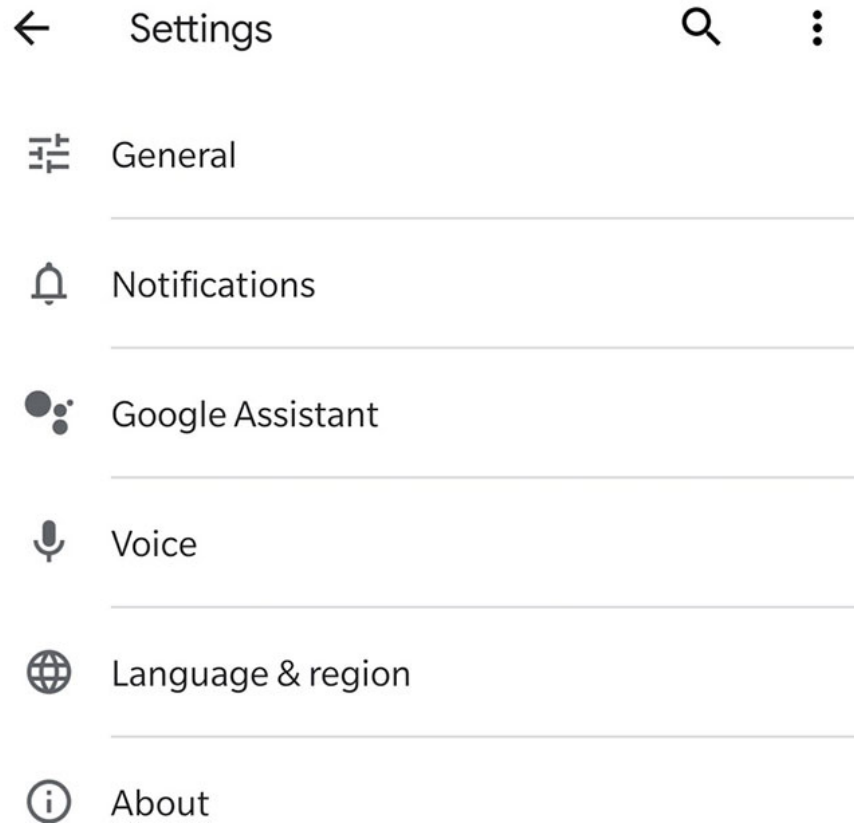 Settings
General
Notifications
Google Assistant
Voice
Language & region
About